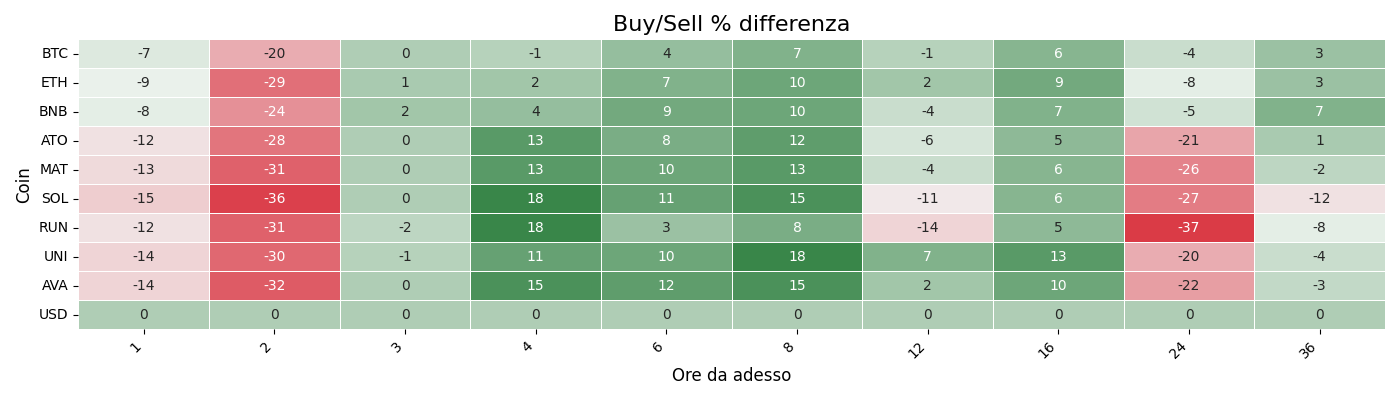 Buy/Sell % differenza
BTC -7 -20 0 -1 4 7 -1 6 -4 3
ETH -9 -29 1 2 7 10 2 9 -8 3
BNB -8 -24 2 4 9 10 -4 7 -5 7
ATO -12 -28 0 13 8 12 -6 5 -21 1
MAT -13 -31 0 13 10 13 -4 6 -26 -2
SOL -15 -36 0 18 11 15 -11 6 -27 -12
RUN -12 -31 -2 18 3 8 -14 5 -37 -8
UNI -14 -30 -1 11 10 18 7 13 -20 -4
AVA -14 -32 0 15 12 15 2 10 -22 -3
USD 0 0 0 0 0 0 0 0 0 0
Coin
1 2 3 4 6 8 12 16 24 36
Ore da adesso